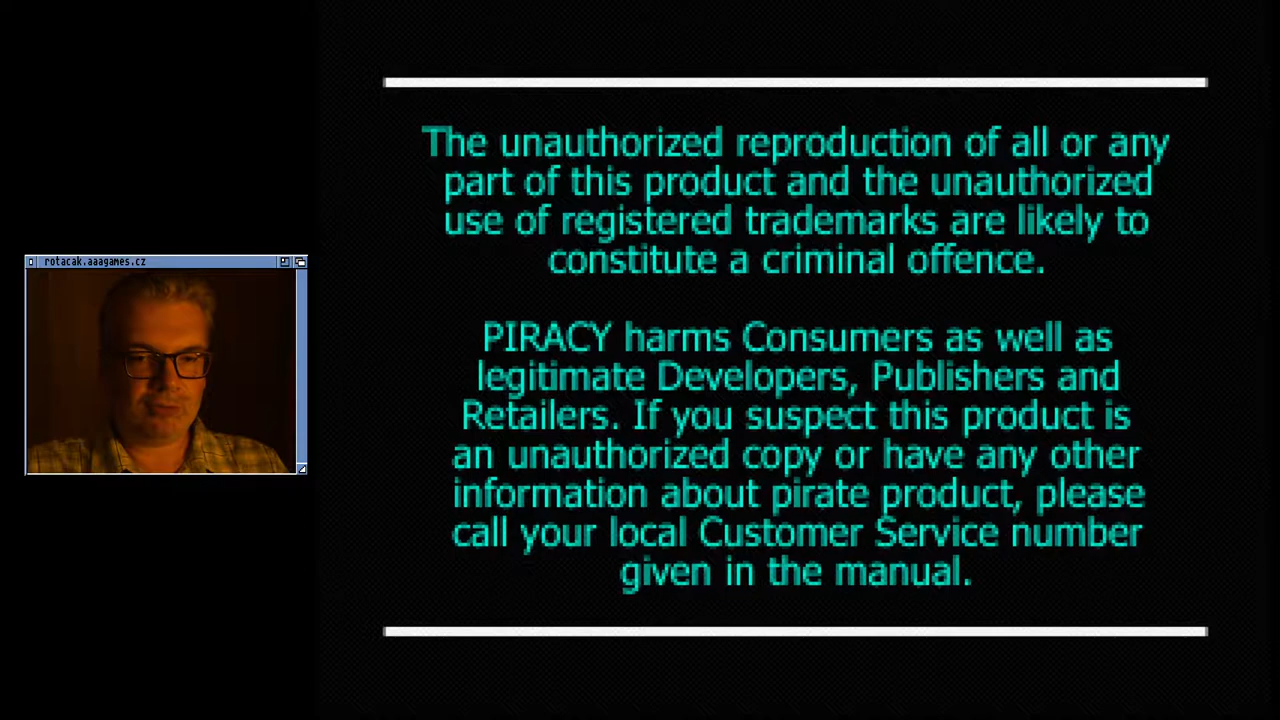 rotacak.aaagames.cz
The unauthorized reproduction of all or any
part of this product and the unauthorized
use of registered trademarks are likely to
constitute a criminal offence.
PIRACY harms Consumers as well as
legitimate Developers, Publishers and
Retailers. If you suspect this product is
an unauthorized copy or have any other
information about pirate product, please
call your local Customer Service number
given in the manual.